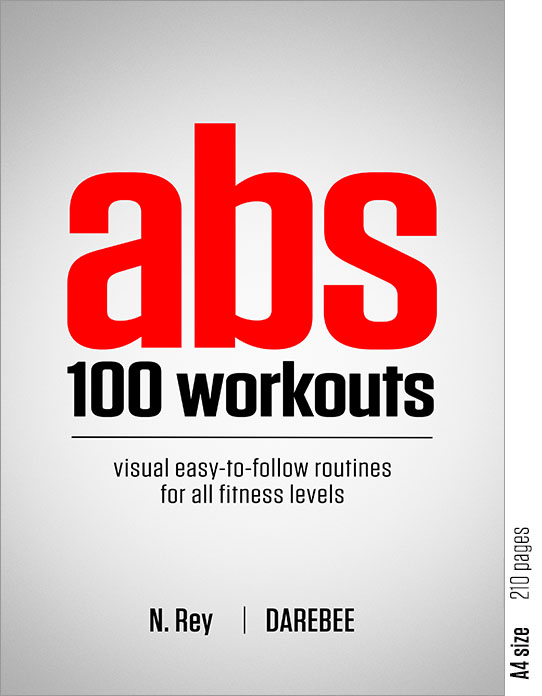 abs
100 workouts
visual easy-to-follow routines
for all fitness levels
N. Rey | DAREBEE
A4 size 210 pages